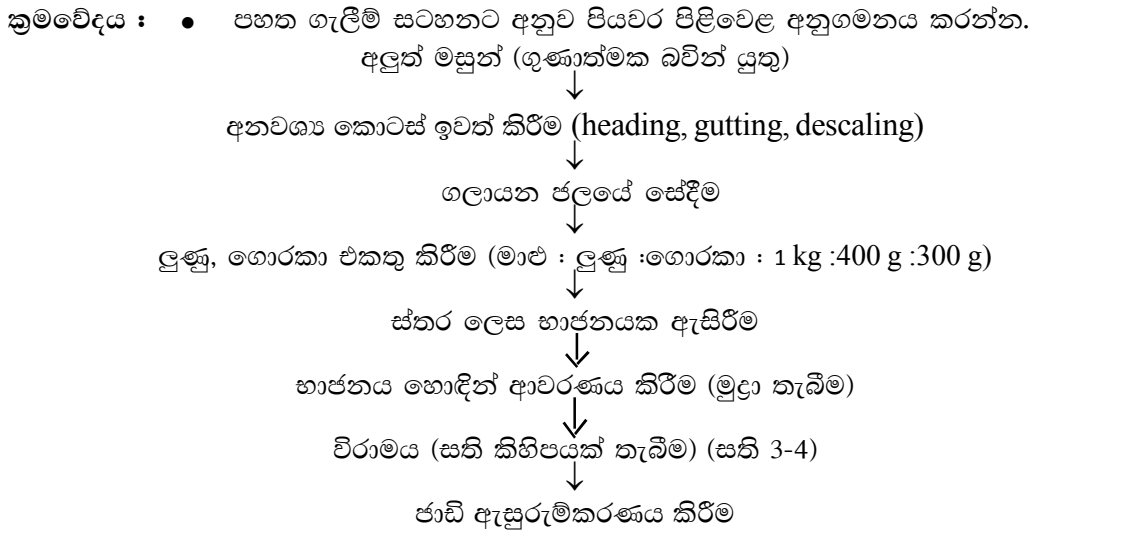 ක්‍රමවේදය : ● පහත ගැලීම් සටහනට අනුව පියවර පිළිවෙළ අනුගමනය කරන්න.
අලුත් මසුන් (ගුණාත්මක බවින් යුතු)
↓
අනවශ්‍ය කොටස් ඉවත් කිරීම (heading, gutting, descaling)
↓
ගලායන ජලයේ සේදීම
↓
ලුණු, ගොරකා එකතු කිරීම (මාළු : ලුණු :ගොරකා : 1 kg :400 g :300 g)
↓
ස්තර ලෙස භාජනයක ඇසිරීම
↓
භාජනය හොඳින් ආවරණය කිරීම (මුද්‍රා තැබීම)
↓
විරාමය (සති කිහිපයක් තැබීම) (සති 3-4)
↓
ජාඩි ඇසුරුම්කරණය කිරීම